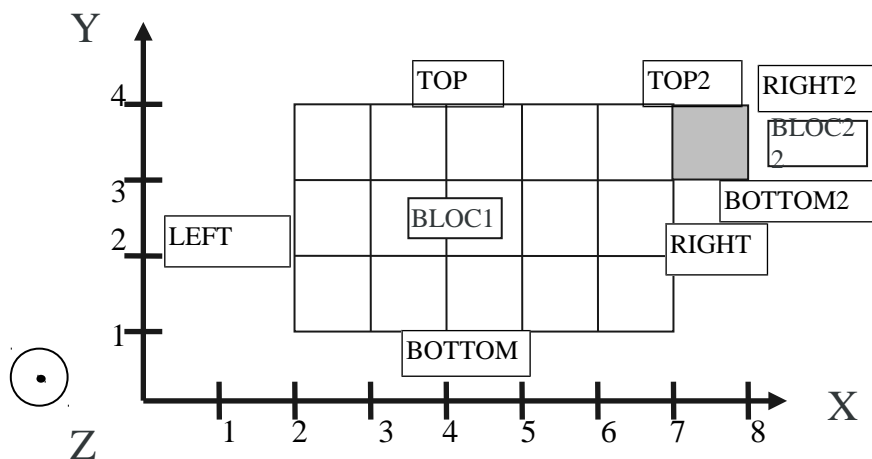 Y
TOP
TOP2
RIGHT2
4
BLOC2
2
3
BOTTOM2
BLOC1
LEFT
2
RIGHT
1
BOTTOM
X
1
2
3
4
5
6
7
8
Z